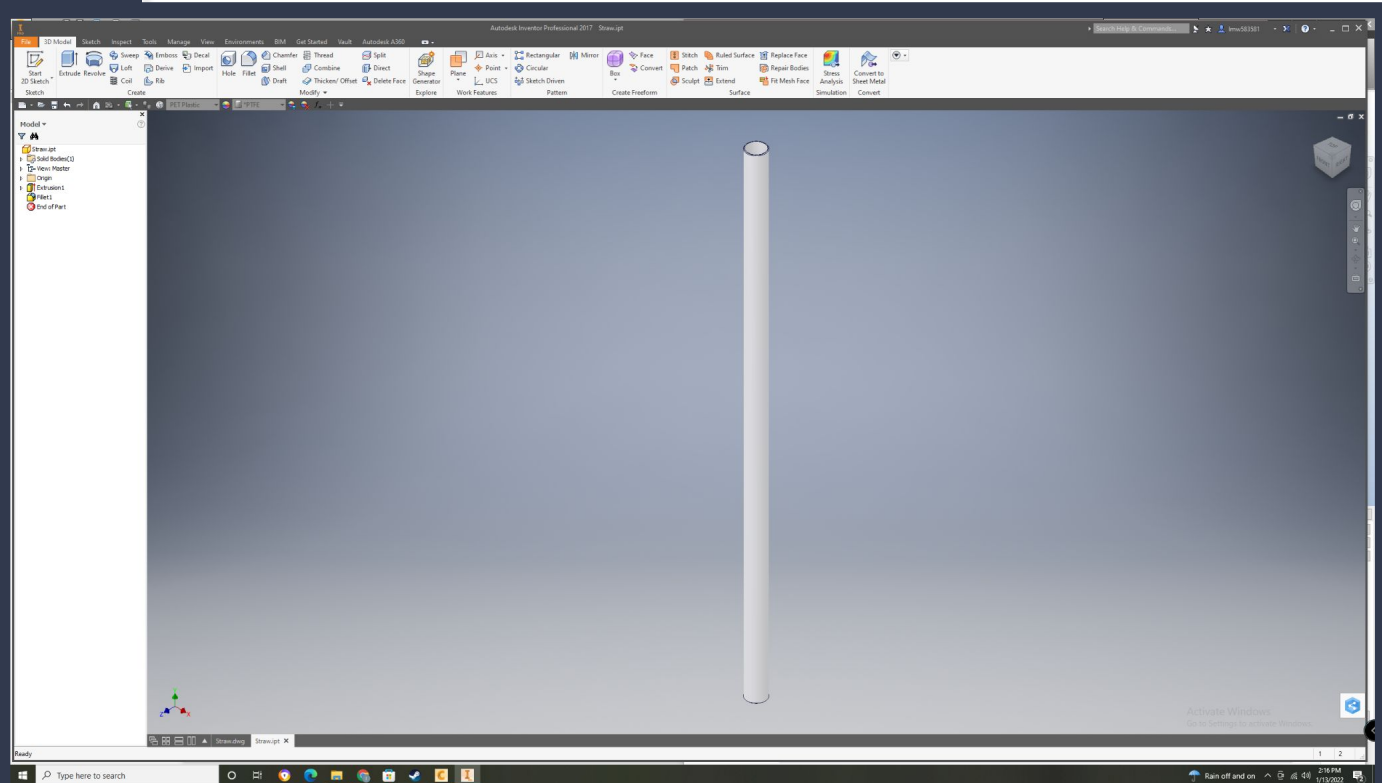 Autodesk Inventor Professional 2017 Straw.ipt
Search Help & Commands...
lmw583581
File 3D Model Sketch Inspect Tools Manage View Environments BIM Get Started Vault Autodesk A360
Start
2D Sketch
Sketch
Extrude Revolve
Sweep Emboss Decal
Loft Derive Import
Coil Rib
Create
Hole Fillet
Chamfer Thread Split
Shell Combine Direct
Draft Thicken/ Offset Delete Face
Modify
Shape
Generator
Explore
Plane
Axis
Point
UCS
Work Features
Rectangular Mirror
Circular
Sketch Driven
Pattern
Box
Face
Convert
Create Freeform
Stitch Ruled Surface Replace Face
Patch Trim Repair Bodies
Sculpt Extend Fit Mesh Face
Surface
Stress
Analysis
Simulation
Convert to
Sheet Metal
Convert
PET Plastic *PTFE
Model
Straw.ipt
Solid Bodies(1)
View: Master
Origin
Extrusion1
Fillet1
End of Part
Activate Windows
Go to Settings to activate Windows.
Straw.dwg Straw.ipt
Ready
1 2
Type here to search
Rain off and on
2:16 PM
1/13/2022